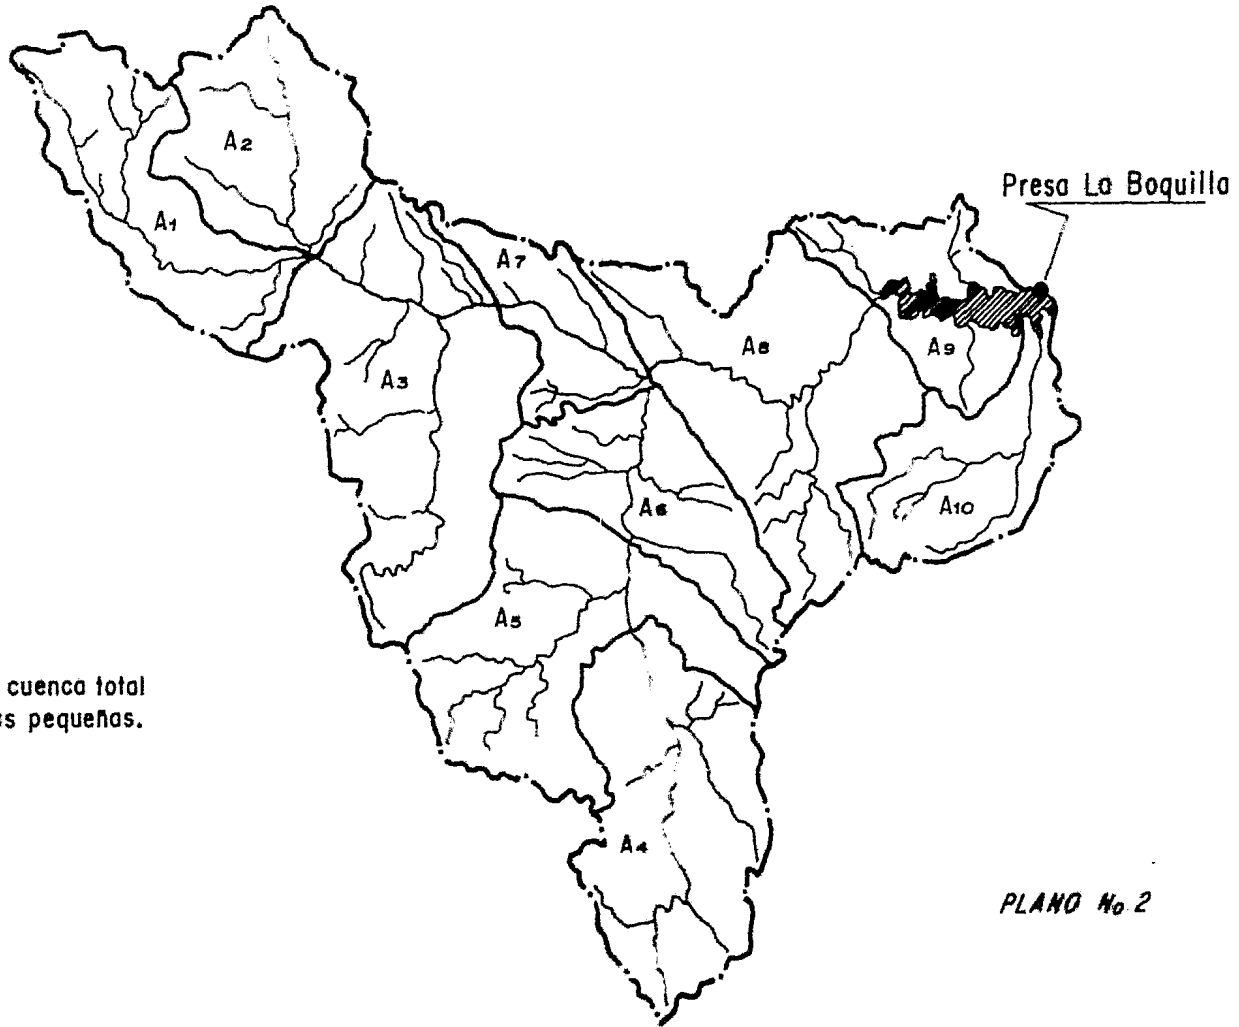 Presa La Boquilla
A2
A1
A7
A8
A9
A3
A6
A10
A5
cuenca total
pequeñas.
A4
PLANO No. 2